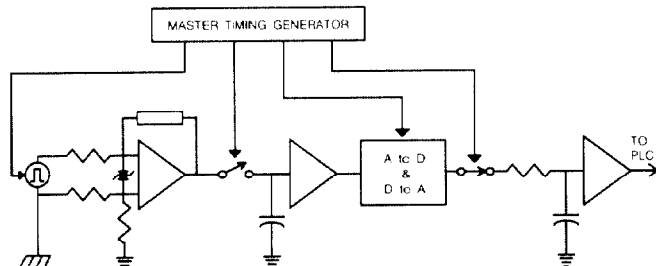 MASTER TIMING GENERATOR
A to D
&
D to A
TO
PLC